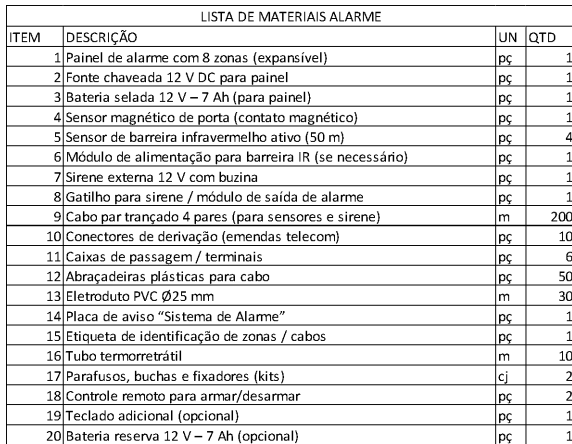 LISTA DE MATERIAIS ALARME
ITEM DESCRIÇÃO UN QTD
1 Painel de alarme com 8 zonas (expansível) pç 1
2 Fonte chaveada 12 V DC para painel pç 1
3 Bateria selada 12 V – 7 Ah (para painel) pç 1
4 Sensor magnético de porta (contato magnético) pç 1
5 Sensor de barreira infravermelho ativo (50 m) pç 4
6 Módulo de alimentação para barreira IR (se necessário) pç 1
7 Sirene externa 12 V com buzina pç 1
8 Gatilho para sirene / módulo de saída de alarme pç 1
9 Cabo par trançado 4 pares (para sensores e sirene) m 200
10 Conectores de derivação (emendas telecom) pç 10
11 Caixas de passagem / terminais pç 6
12 Abraçadeiras plásticas para cabo pç 50
13 Eletroduto PVC Ø25 mm m 30
14 Placa de aviso “Sistema de Alarme” pç 1
15 Etiqueta de identificação de zonas / cabos pç 1
16 Tubo termorretrátil m 10
17 Parafusos, buchas e fixadores (kits) cj 2
18 Controle remoto para armar/desarmar pç 2
19 Teclado adicional (opcional) pç 1
20 Bateria reserva 12 V – 7 Ah (opcional) pç 1